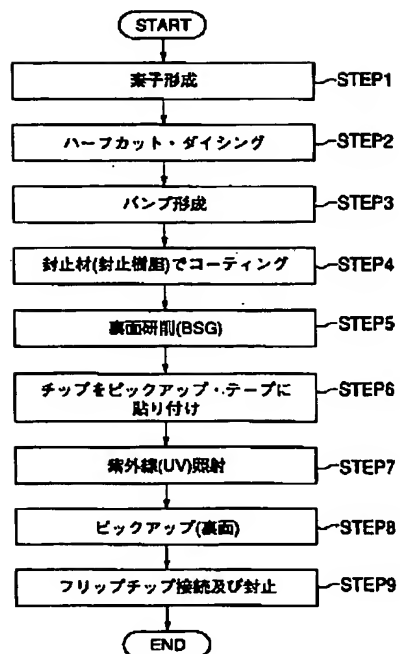 START
素子形成
STEP1
ハーフカット・ダイシング
STEP2
バンプ形成
STEP3
封止材(封止樹脂)でコーティング
STEP4
裏面研削(BSG)
STEP5
チップをピックアップ・テープに
貼り付け
STEP6
紫外線(UV)照射
STEP7
ピックアップ(裏面)
STEP8
フリップチップ接続及び封止
STEP9
END